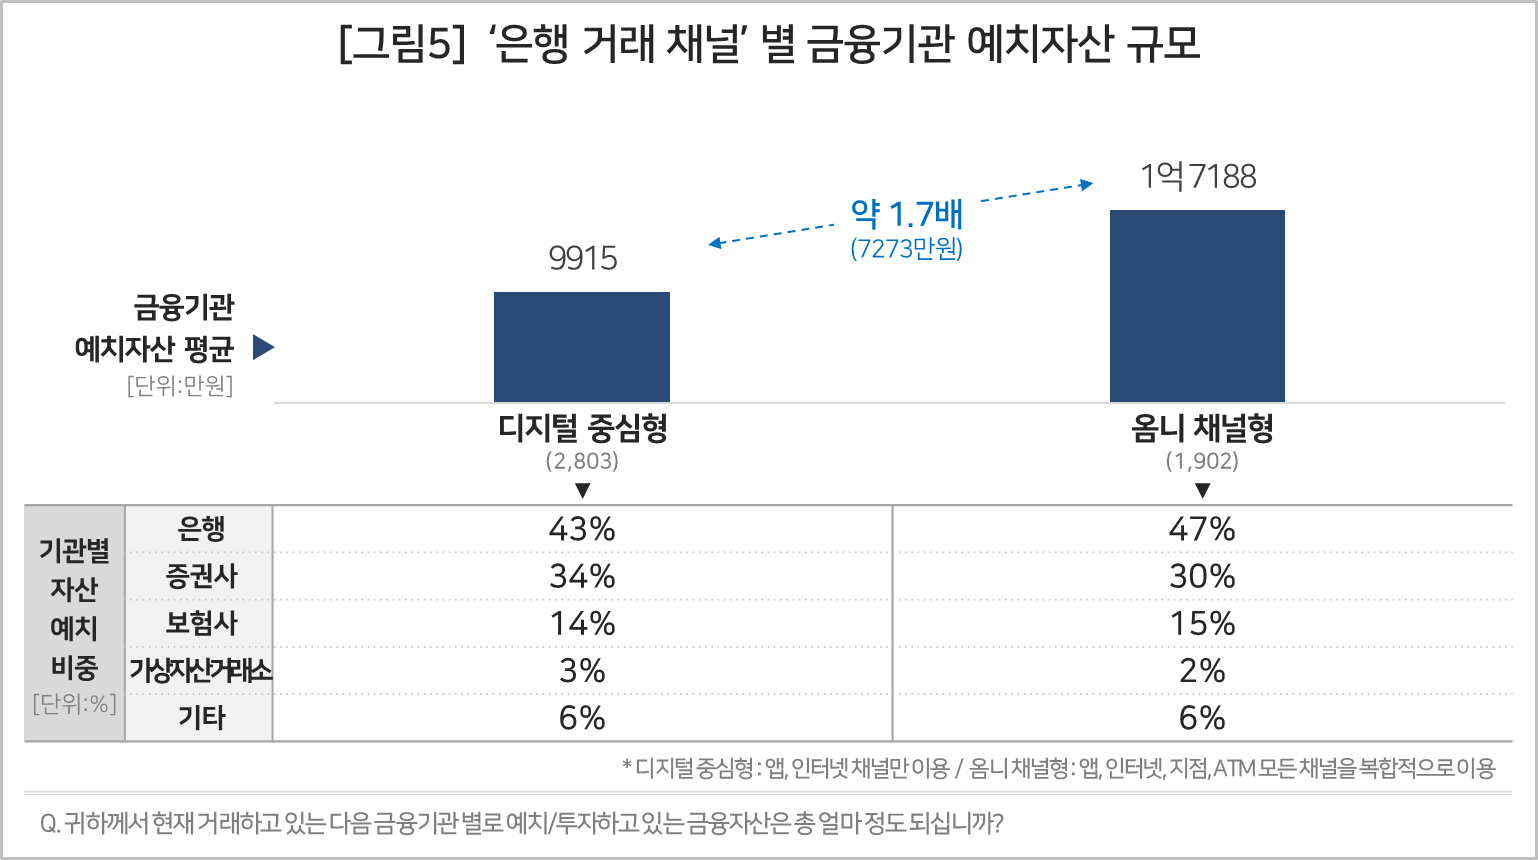 [그림5] ‘은행 거래 채널’ 별 금융기관 예치자산 규모
1억 7188
약 1.7배
(7273만원)
9915
금융기관
예치자산 평균 ▶
[단위:만원]
디지털 중심형 옴니 채널형
(2,803) (1,902)
▼ ▼
기관별
자산
예치
비중
[단위:%]
은행 43% 47%
증권사 34% 30%
보험사 14% 15%
가상자산거래소 3% 2%
기타 6% 6%
* 디지털 중심형 : 앱, 인터넷 채널만 이용 / 옴니 채널형 : 앱, 인터넷, 지점, ATM 모든 채널을 복합적으로 이용
Q. 귀하께서 현재 거래하고 있는 다음 금융기관 별로 예치/투자하고 있는 금융자산은 총 얼마 정도 되십니까?